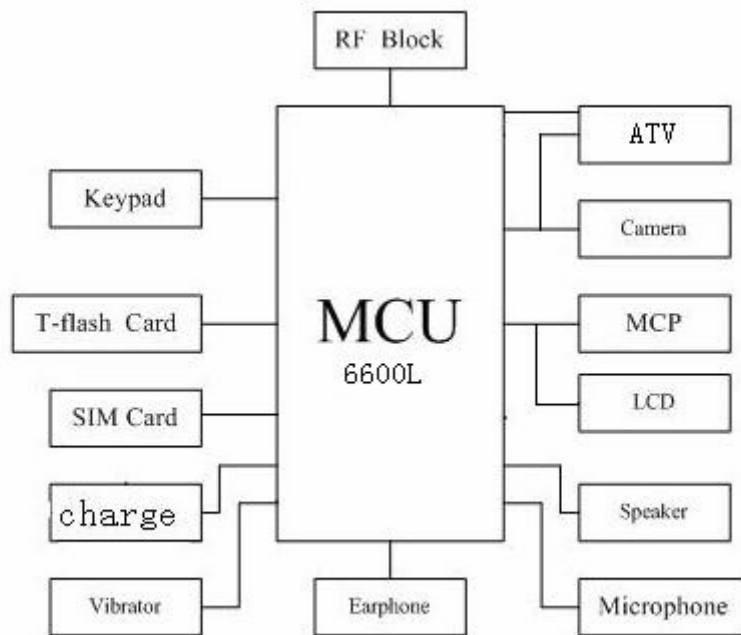 RF Block
ATV
Keypad
Camera
MCU
6600L
T-flash Card
MCP
SIM Card
LCD
charge
Speaker
Vibrator
Earphone
Microphone